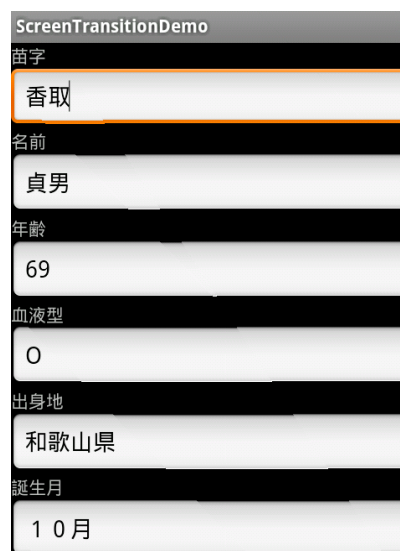 ScreenTransitionDemo
苗字
香取
名前
貞男
年齢
69
血液型
O
出身地
和歌山県
誕生月
１０月